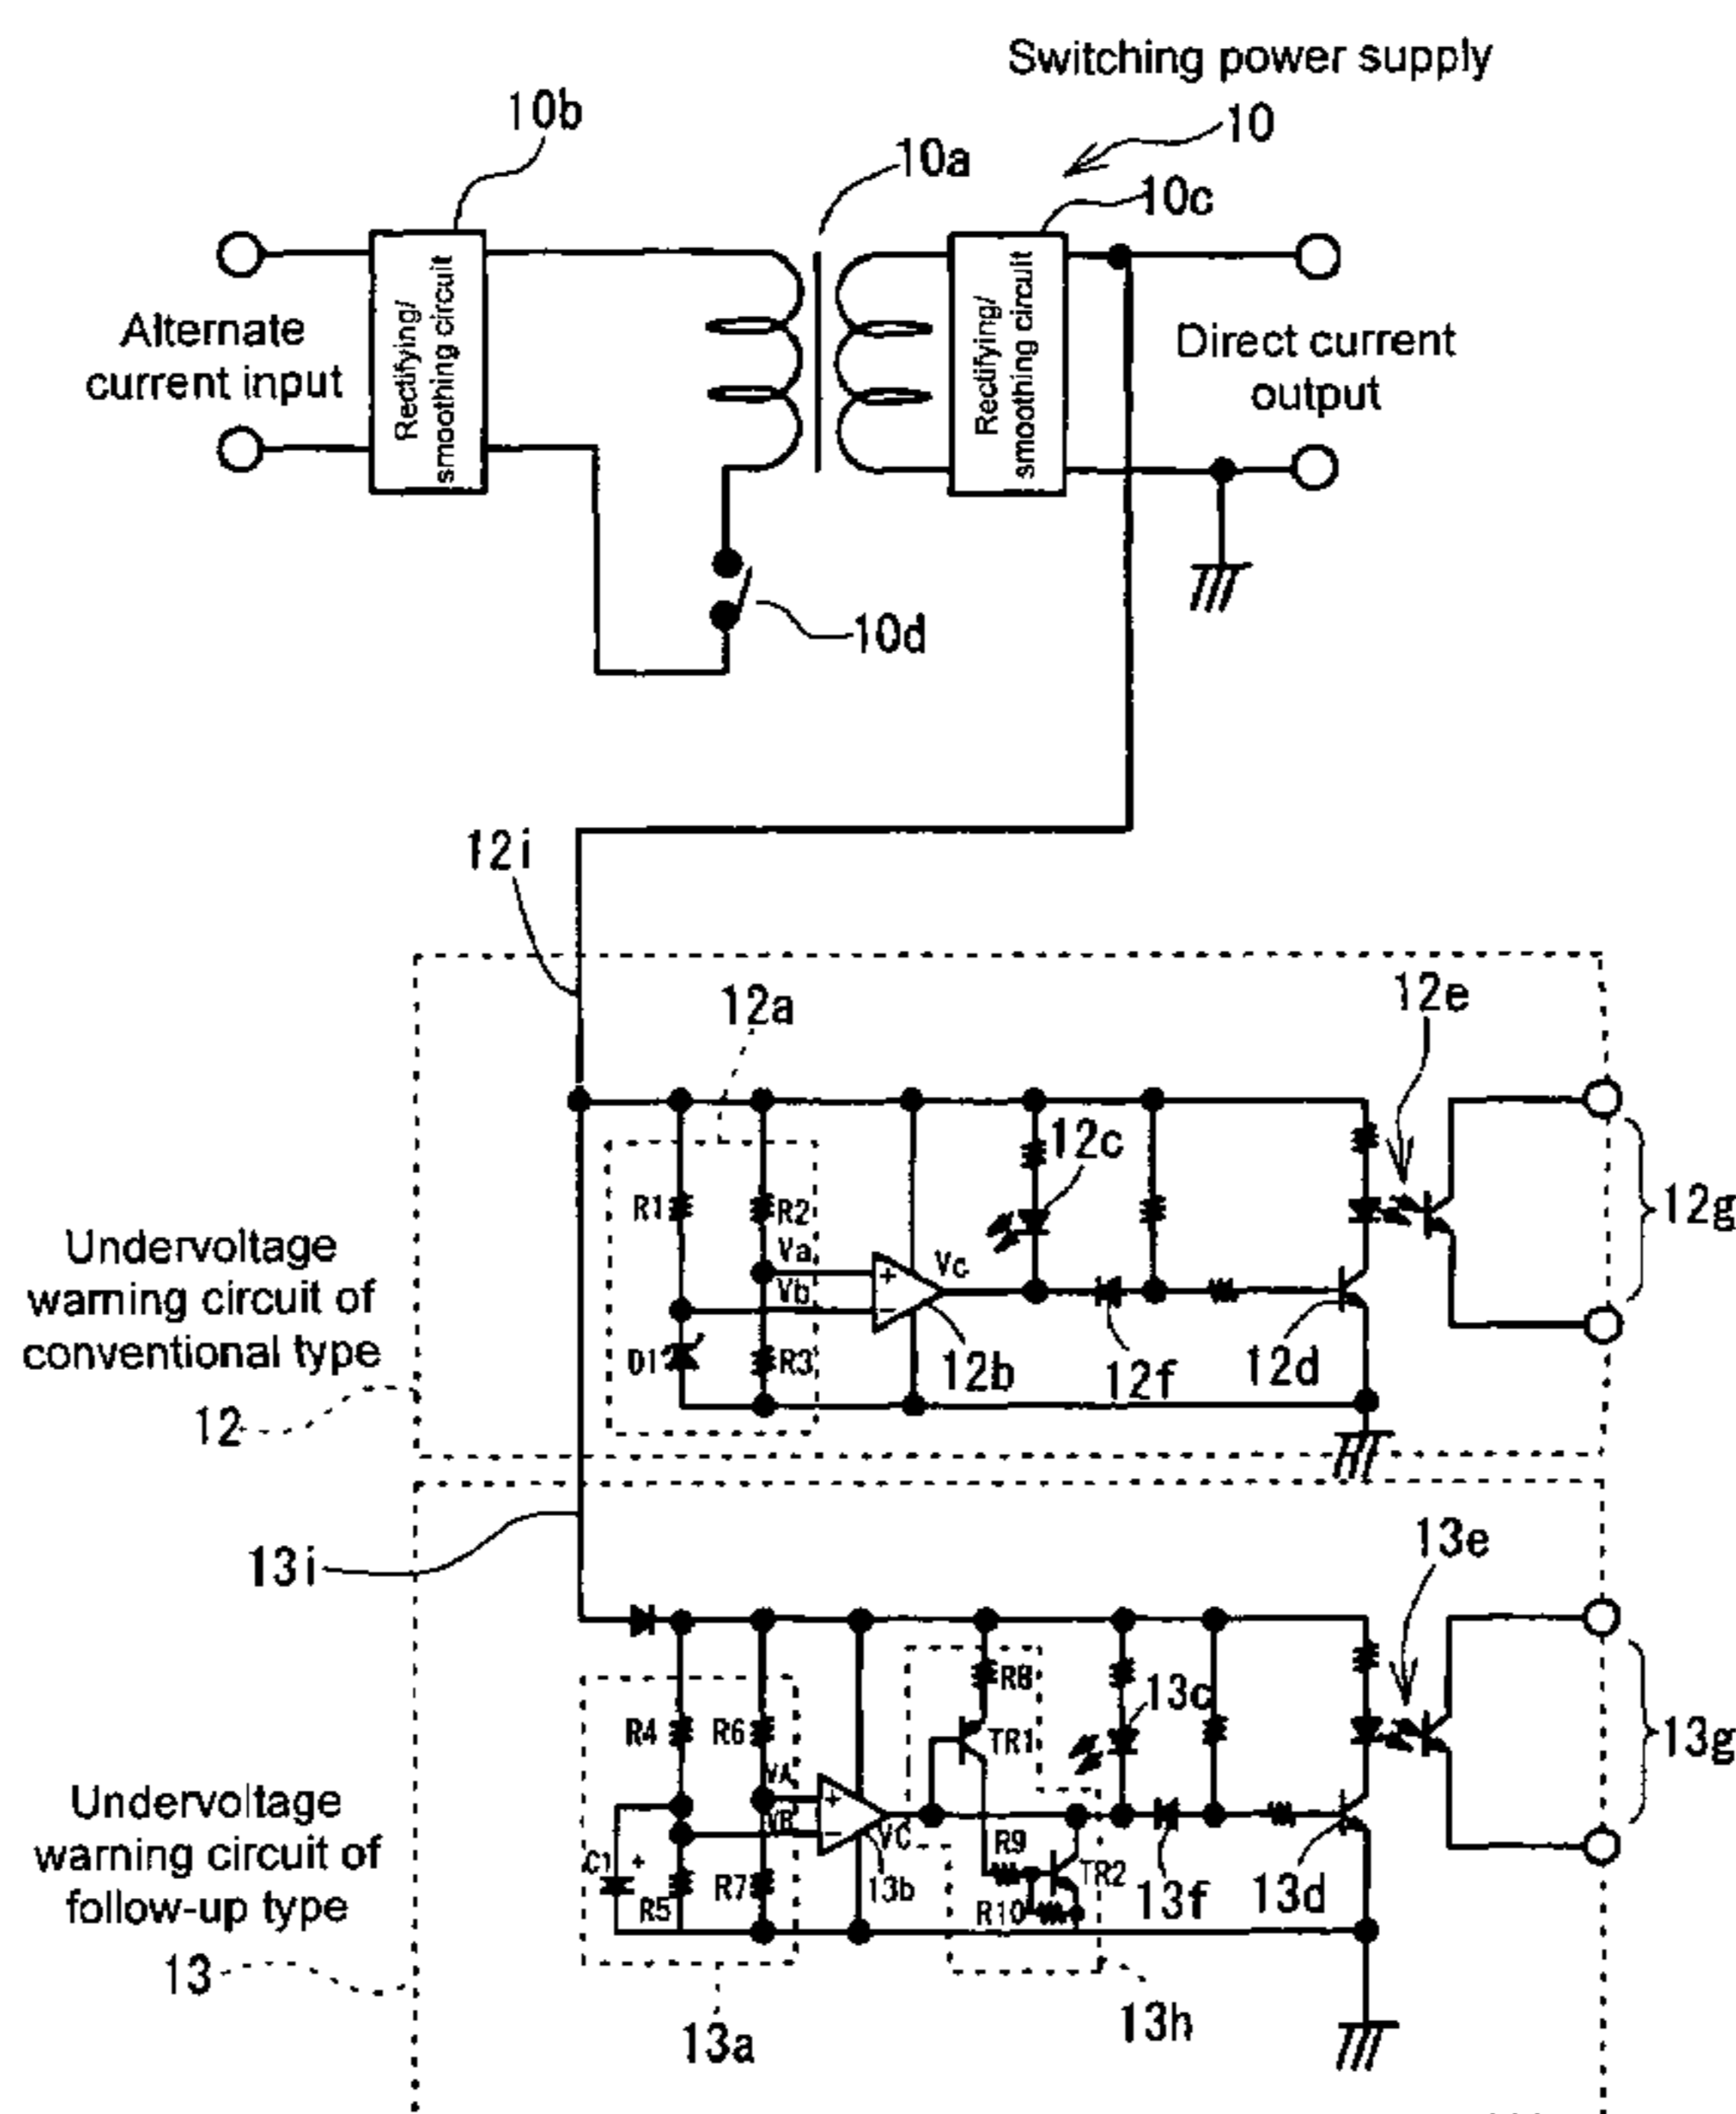 Switching power supply
10
10b
10a
10c
Alternate
current input
Rectifying/
smoothing circuit
Rectifying/
smoothing circuit
Direct current
output
10d
12i
12a
12e
12c
R1
R2
Va
Vb
+
-
Vc
12g
D1
R3
12b
12f
12d
Undervoltage
warning circuit of
conventional type
12
13i
13e
R8
13c
R4
R6
TR1
VA
VB
+
-
VC
13g
C1
+
R5
R7
13b
R9
TR2
R10
13f
13d
Undervoltage
warning circuit of
follow-up type
13
13a
13h